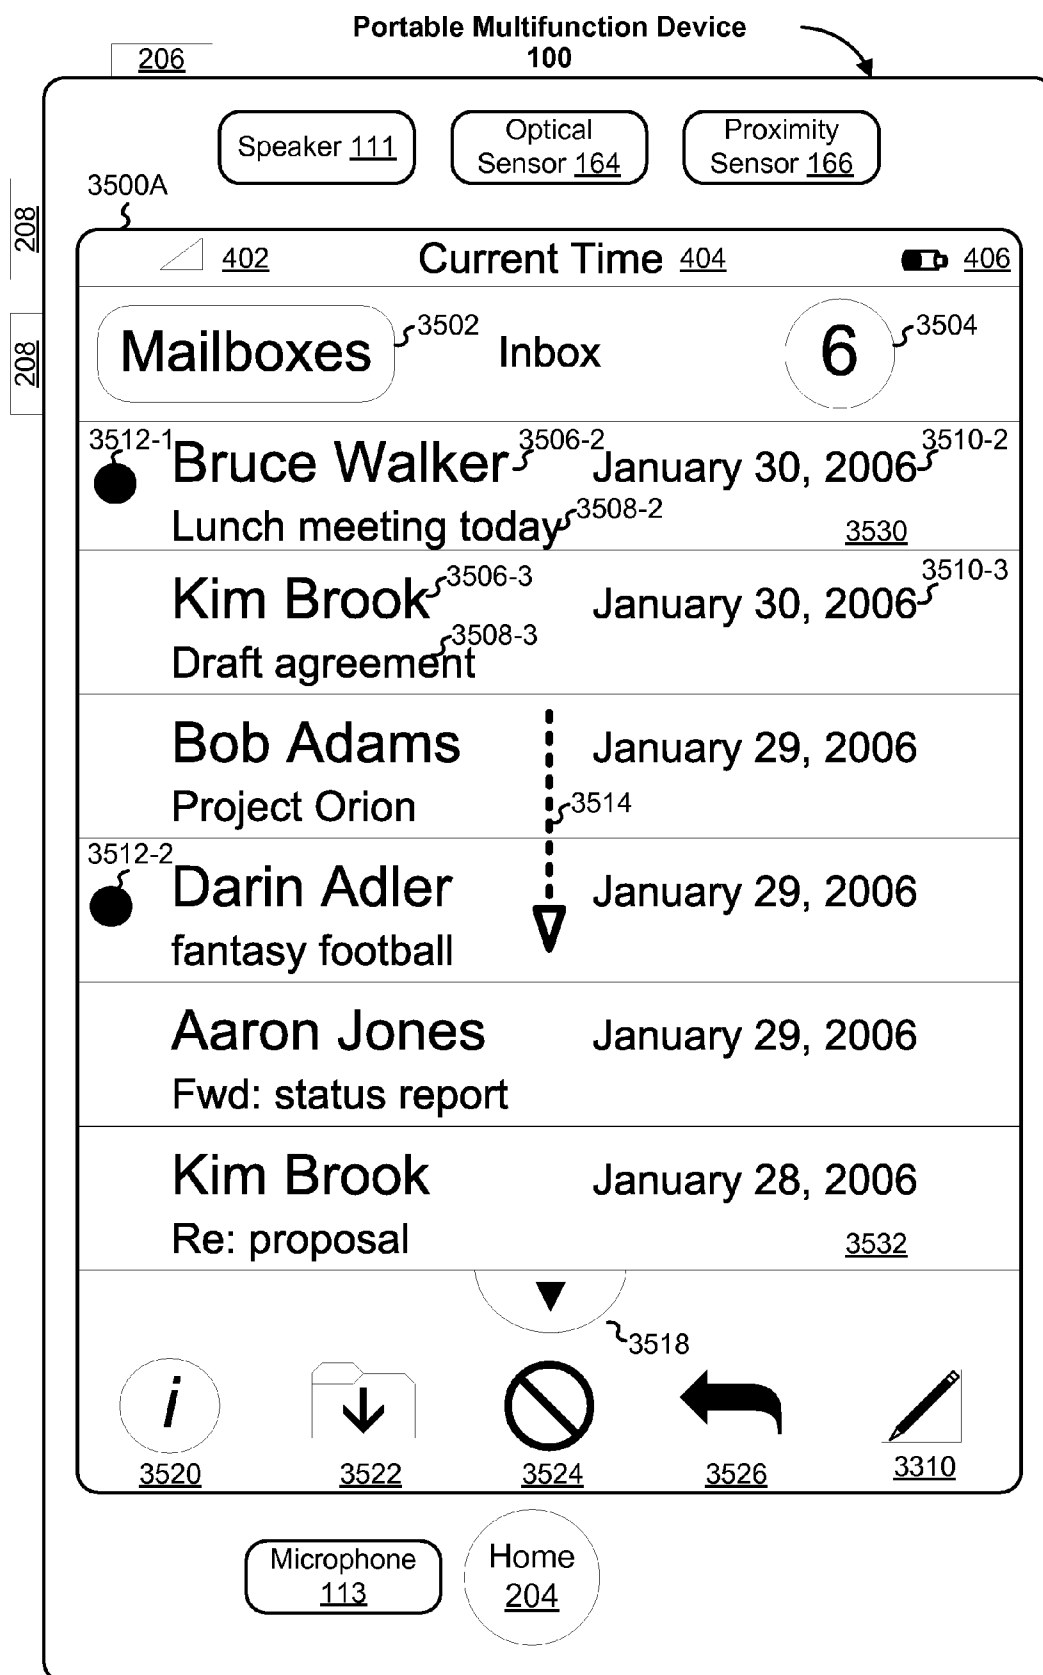 Portable Multifunction Device
100
206
Speaker 111
Optical
Sensor 164
Proximity
Sensor 166
3500A
208
402
Current Time 404
406
208
Mailboxes
3502
Inbox
6
3504
3512-1
Bruce Walker
3506-2
January 30, 2006
3510-2
Lunch meeting today
3508-2
3530
Kim Brook
3506-3
January 30, 2006
3510-3
Draft agreement
3508-3
Bob Adams
January 29, 2006
Project Orion
3514
3512-2
Darin Adler
January 29, 2006
fantasy football
Aaron Jones
January 29, 2006
Fwd: status report
Kim Brook
January 28, 2006
Re: proposal
3532
3518
i
3520
3522
3524
3526
3310
Microphone
113
Home
204